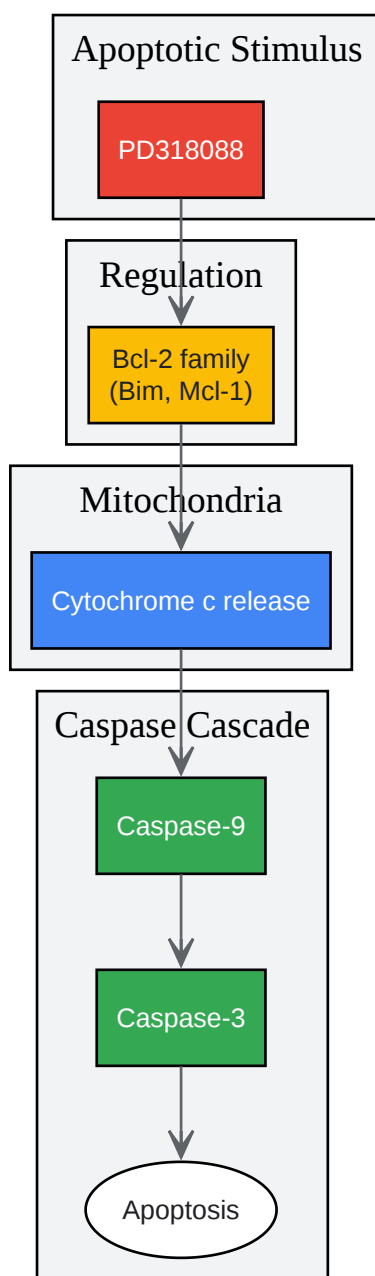 Apoptotic Stimulus
PD318088
Regulation
Bcl-2 family
(Bim, Mcl-1)
Mitochondria
Cytochrome c release
Caspase Cascade
Caspase-9
Caspase-3
Apoptosis